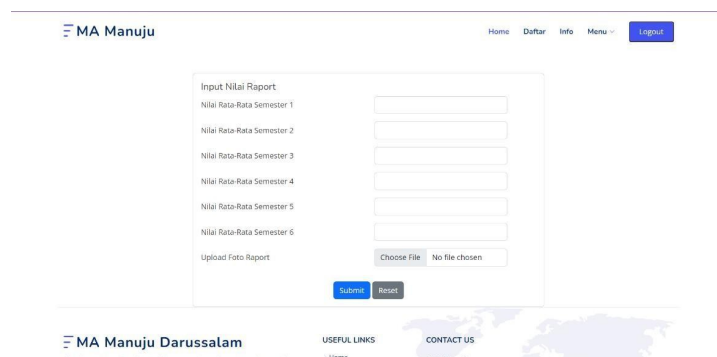 MA Manuju
Home Daftar Info Menu Logout
Input Nilai Raport
Nilai Rata-Rata Semester 1
Nilai Rata-Rata Semester 2
Nilai Rata-Rata Semester 3
Nilai Rata-Rata Semester 4
Nilai Rata-Rata Semester 5
Nilai Rata-Rata Semester 6
Upload Foto Raport Choose File No file chosen
Submit Reset
MA Manuju Darussalam USEFUL LINKS CONTACT US